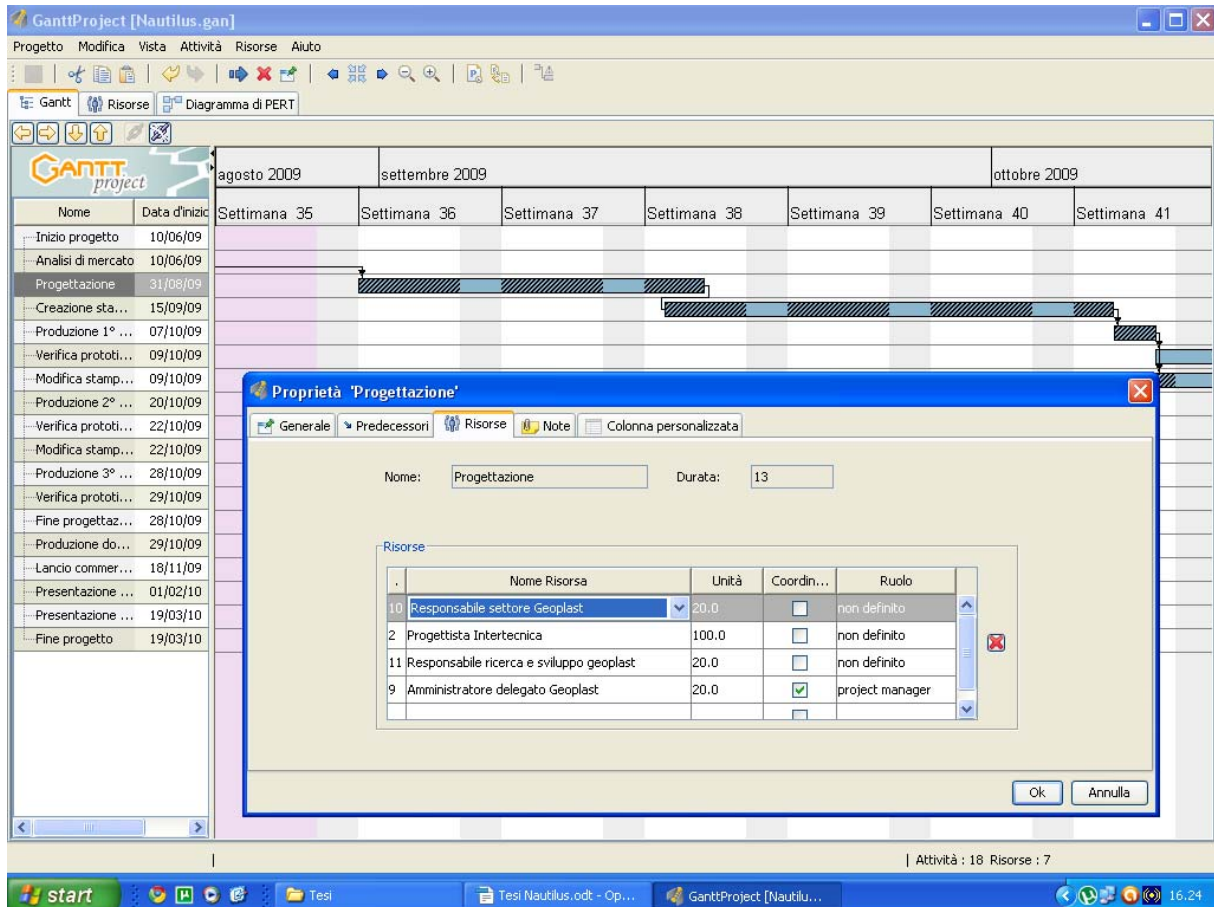 GanttProject [Nautilus.gan]
Progetto Modifica Vista Attività Risorse Aiuto
Gantt Risorse Diagramma di PERT
GANTT project
agosto 2009 settembre 2009 ottobre 2009
Nome Data d'inizio Settimana 35 Settimana 36 Settimana 37 Settimana 38 Settimana 39 Settimana 40 Settimana 41
Inizio progetto 10/06/09
Analisi di mercato 10/06/09
Progettazione 31/08/09
Creazione sta... 15/09/09
Produzione 1° ... 07/10/09
Verifica prototi... 09/10/09
Modifica stamp... 09/10/09
Produzione 2° ... 20/10/09
Verifica prototi... 22/10/09
Modifica stamp... 22/10/09
Produzione 3° ... 28/10/09
Verifica prototi... 29/10/09
Fine progettaz... 28/10/09
Produzione do... 29/10/09
Lancio commer... 18/11/09
Presentazione ... 01/02/10
Presentazione ... 19/03/10
Fine progetto 19/03/10
Proprietà 'Progettazione'
Generale Predecessori Risorse Note Colonna personalizzata
Nome: Progettazione Durata: 13
Risorse
. Nome Risorsa Unità Coordin... Ruolo
10 Responsabile settore Geoplast 20.0 non definito
2 Progettista Intertecnica 100.0 non definito
11 Responsabile ricerca e sviluppo geoplast 20.0 non definito
9 Amministratore delegato Geoplast 20.0 project manager
Ok Annulla
Attività : 18 Risorse : 7
start Tesi Tesi Nautilus.odt - Op... GanttProject [Nautilu... 16.24